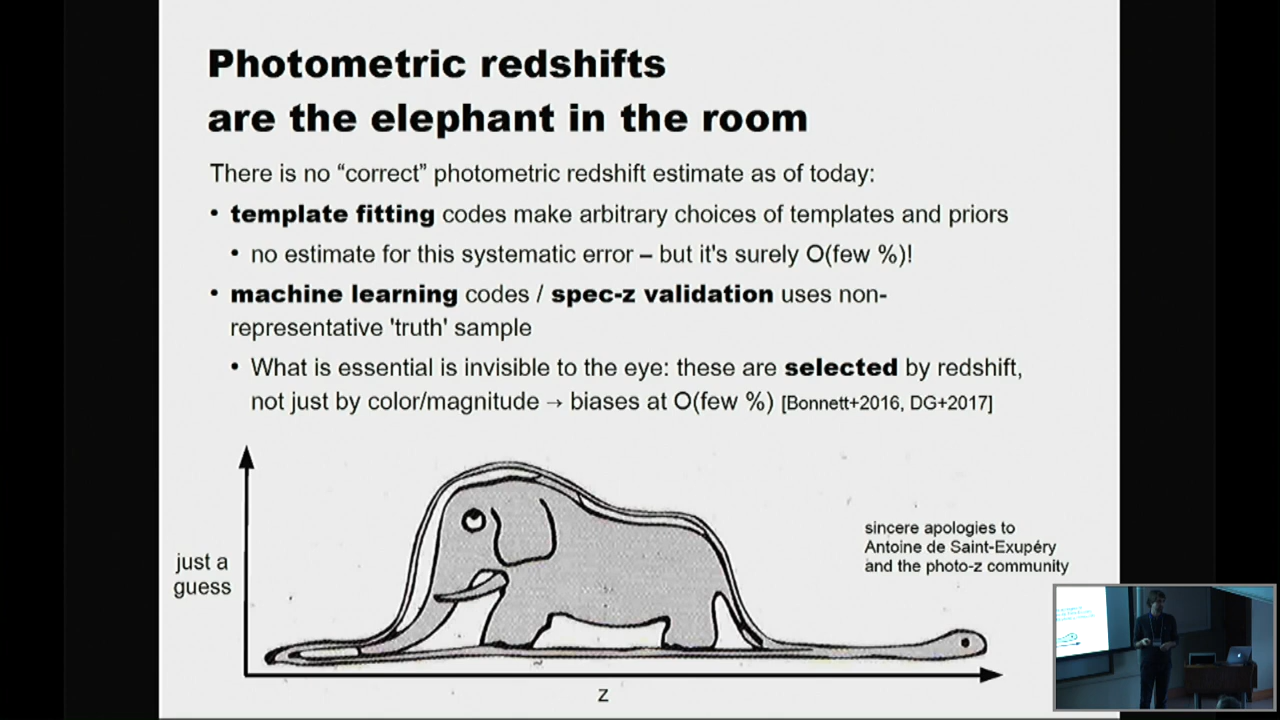 Photometric redshifts
are the elephant in the room
There is no “correct” photometric redshift estimate as of today:
• template fitting codes make arbitrary choices of templates and priors
• no estimate for this systematic error – but it's surely O(few %)!
• machine learning codes / spec-z validation uses non-
representative 'truth' sample
• What is essential is invisible to the eye: these are selected by redshift,
not just by color/magnitude → biases at O(few %) [Bonnett+2016, DG+2017]
just a
guess
sincere apologies to
Antoine de Saint-Exupéry
and the photo-z community
z